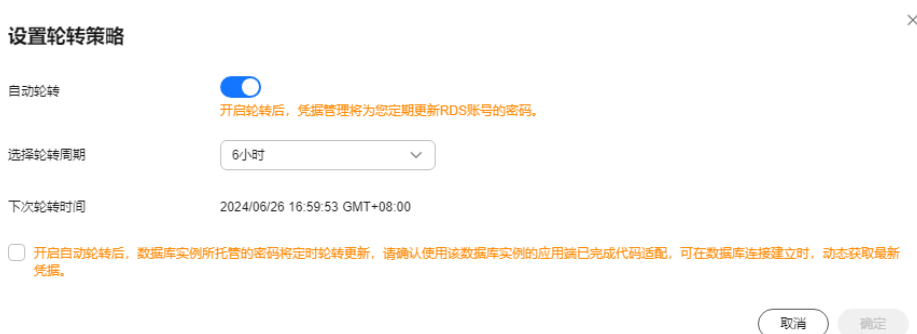 设置轮转策略
自动轮转
开启轮转后，凭据管理将为您定期更新RDS账号的密码。
选择轮转周期
6小时
下次轮转时间
2024/06/26 16:59:53 GMT+08:00
开启自动轮转后，数据库实例所托管的密码将定时轮转更新，请确认使用该数据库实例的应用端已完成代码适配，可在数据库连接建立时，动态获取最新
凭据。
取消
确定